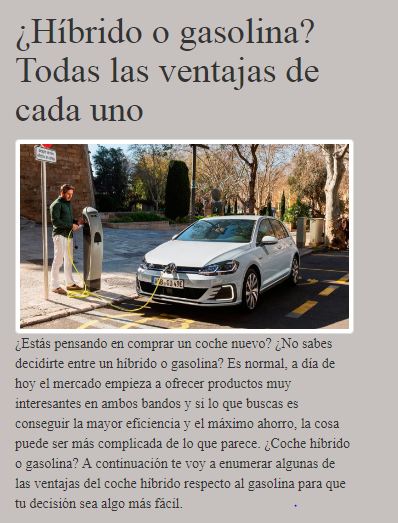 ¿Híbrido o gasolina?
Todas las ventajas de
cada uno
¿Estás pensando en comprar un coche nuevo? ¿No sabes
decidirte entre un híbrido o gasolina? Es normal, a día de
hoy el mercado empieza a ofrecer productos muy
interesantes en ambos bandos y si lo que buscas es
conseguir la mayor eficiencia y el máximo ahorro, la cosa
puede ser más complicada de lo que parece. ¿Coche híbrido
o gasolina? A continuación te voy a enumerar algunas de
las ventajas del coche híbrido respecto al gasolina para que
tu decisión sea algo más fácil.